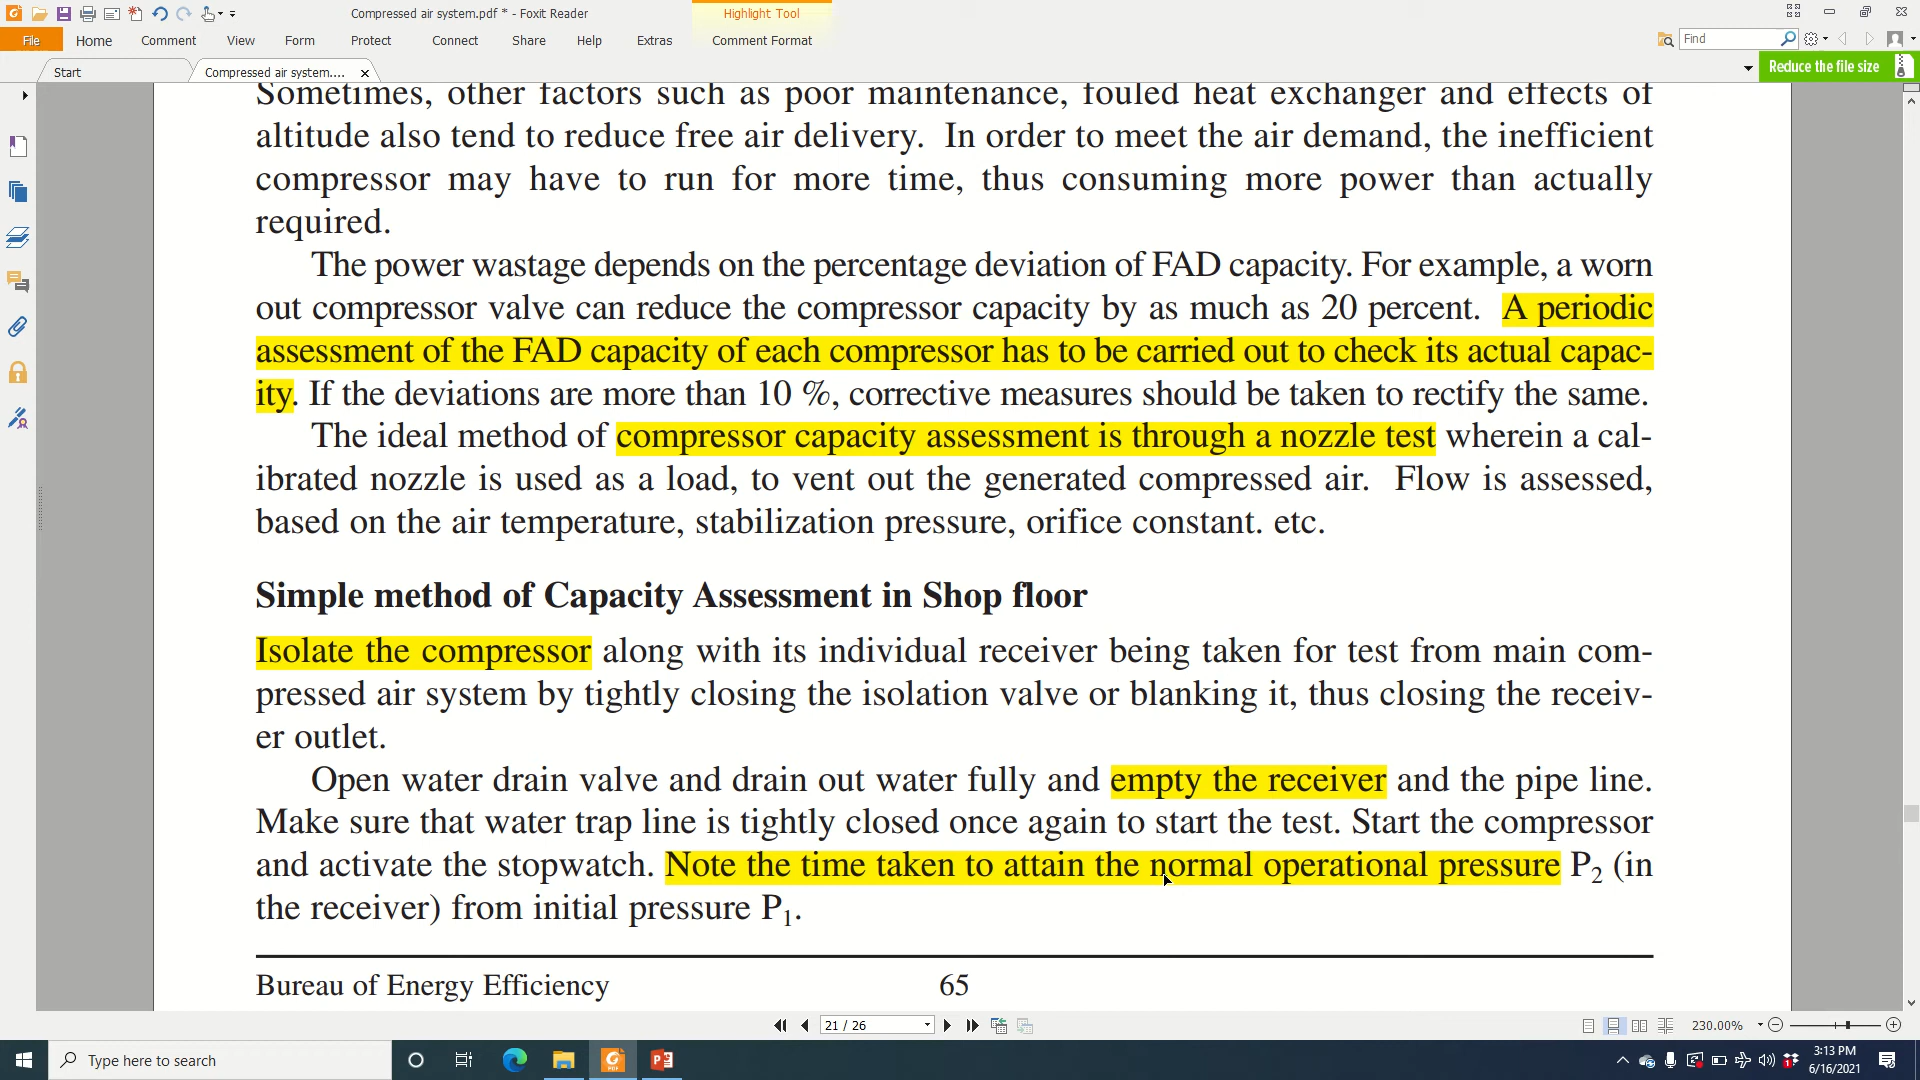 Compressed air system.pdf * - Foxit Reader
Highlight Tool
File
Home
Comment
View
Form
Protect
Connect
Share
Help
Extras
Comment Format
Find
Start
Compressed air system....
Reduce the file size
Sometimes, other factors such as poor maintenance, fouled heat exchanger and effects of
altitude also tend to reduce free air delivery. In order to meet the air demand, the inefficient
compressor may have to run for more time, thus consuming more power than actually
required.
The power wastage depends on the percentage deviation of FAD capacity. For example, a worn
out compressor valve can reduce the compressor capacity by as much as 20 percent. A periodic
assessment of the FAD capacity of each compressor has to be carried out to check its actual capac-
ity. If the deviations are more than 10 %, corrective measures should be taken to rectify the same.
The ideal method of compressor capacity assessment is through a nozzle test wherein a cal-
ibrated nozzle is used as a load, to vent out the generated compressed air. Flow is assessed,
based on the air temperature, stabilization pressure, orifice constant. etc.
Simple method of Capacity Assessment in Shop floor
Isolate the compressor along with its individual receiver being taken for test from main com-
pressed air system by tightly closing the isolation valve or blanking it, thus closing the receiv-
er outlet.
Open water drain valve and drain out water fully and empty the receiver and the pipe line.
Make sure that water trap line is tightly closed once again to start the test. Start the compressor
and activate the stopwatch. Note the time taken to attain the normal operational pressure P2 (in
the receiver) from initial pressure P1.
Bureau of Energy Efficiency
65
21 / 26
230.00%
Type here to search
3:13 PM
6/16/2021